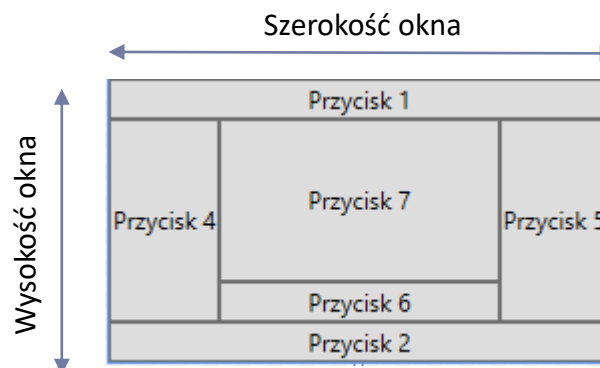 Szerokość okna
Wysokość okna
Przycisk 1
Przycisk 4
Przycisk 7
Przycisk 5
Przycisk 6
Przycisk 2